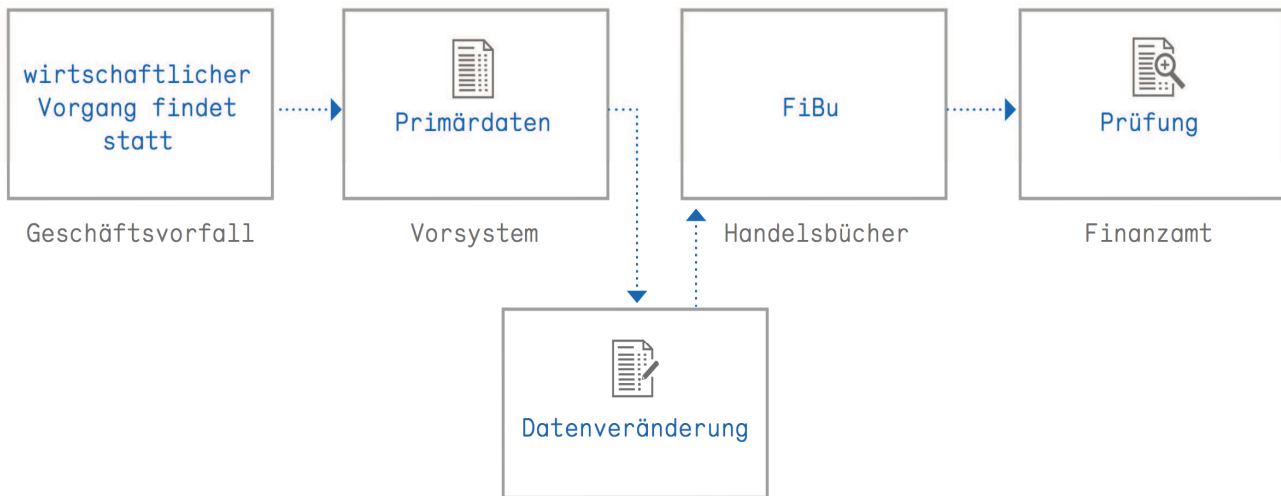 wirtschaftlicher
Vorgang findet
statt
Geschäftsvorfall
Primärdaten
Vorsystem
FiBu
Handelsbücher
Prüfung
Finanzamt
Datenveränderung